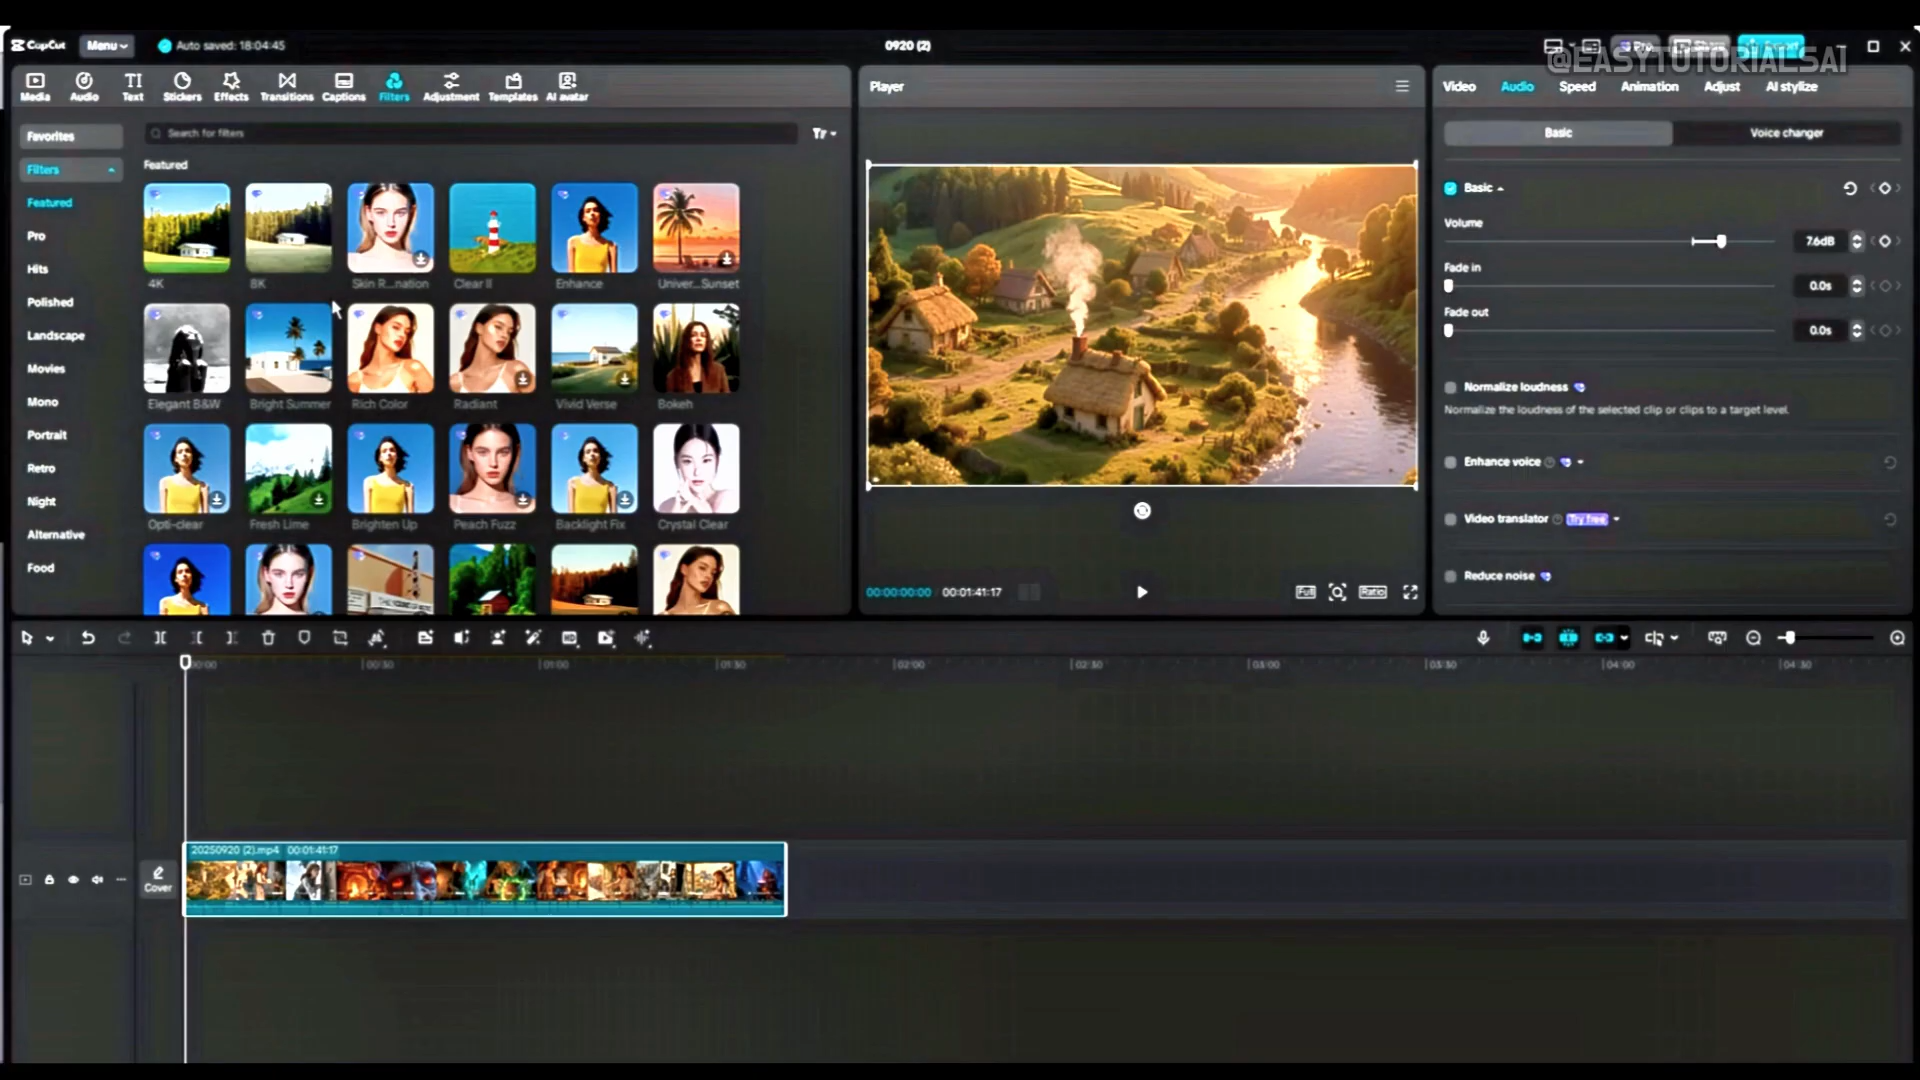 CapCut Menu Auto saved: 18:04:45 0920 (2) Pro Share
@EASYTUTORIALSAI
Media Audio Text Stickers Effects Transitions Captions Filters Adjustment Templates AI avatar
Favorites
Filters
Featured
Pro
Hits
Polished
Landscape
Movies
Mono
Portrait
Retro
Night
Alternative
Food
Search for filters
Featured
4K 8K Skin R...nation Clear II Enhance Univer...Sunset
Elegant B&W Bright Summer Rich Color Radiant Vivid Verse Bokeh
Opti-clear Fresh Lime Brighten Up Peach Fuzz Backlight Fix Crystal Clear
Player
00:00:00:00 00:01:41:17
Full Ratio
Video Audio Speed Animation Adjust AI stylize
Basic Voice changer
Basic
Volume
7.6dB
Fade in
0.0s
Fade out
0.0s
Normalize loudness
Normalize the loudness of the selected clip or clips to a target level.
Enhance voice
Video translator Try free
Reduce noise
00:00 00:30 01:00 01:30 02:00 02:30 03:00 03:30 04:00 04:30
20250920 (2).mp4 00:01:41:17
Cover